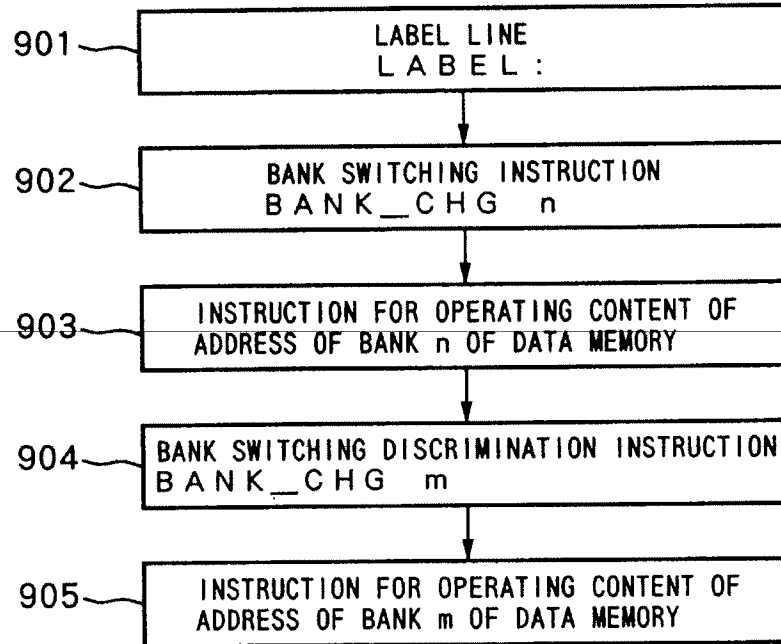 901
LABEL LINE
LABEL:
902
BANK SWITCHING INSTRUCTION
BANK_CHG n
903
INSTRUCTION FOR OPERATING CONTENT OF
ADDRESS OF BANK n OF DATA MEMORY
904
BANK SWITCHING DISCRIMINATION INSTRUCTION
BANK_CHG m
905
INSTRUCTION FOR OPERATING CONTENT OF
ADDRESS OF BANK m OF DATA MEMORY